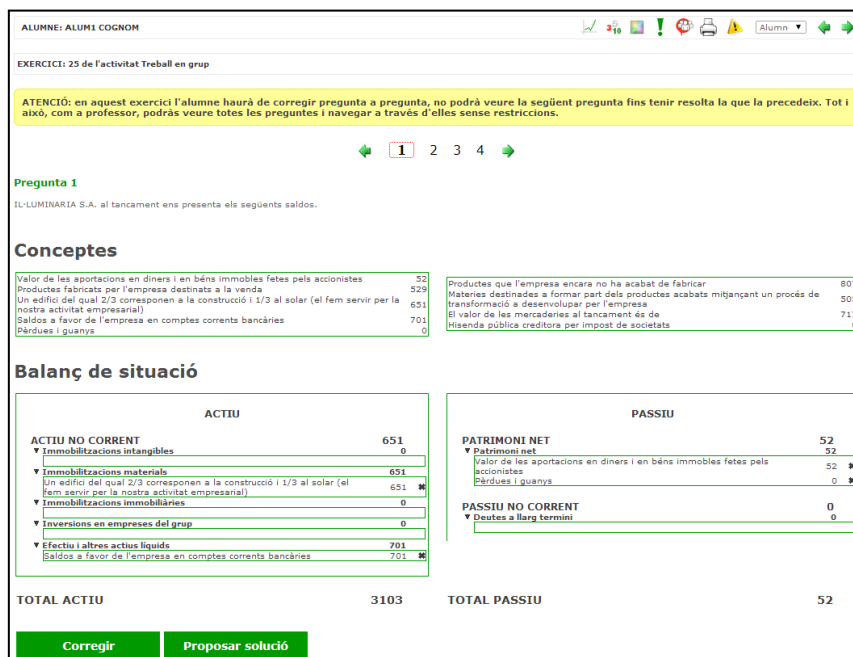 ALUMNE: ALUM1 COGNOM
Alumn
EXERCICI: 25 de l'activitat Treball en grup
ATENCIÓ: en aquest exercici l'alumne haurà de corregir pregunta a pregunta, no podrà veure la següent pregunta fins tenir resolta la que la precedeix. Tot i
això, com a professor, podràs veure totes les preguntes i navegar a través d'elles sense restriccions.
1 2 3 4
Pregunta 1
IL·LUMINARIA S.A. al tancament ens presenta els següents saldos.
Conceptes
Valor de les aportacions en diners i en béns immobles fetes pels accionistes 52
Productes fabricats per l'empresa destinats a la venda 529
Un edifici del qual 2/3 corresponen a la construcció i 1/3 al solar (el fem servir per la
nostra activitat empresarial) 651
Saldos a favor de l'empresa en comptes corrents bancàries 701
Pèrdues i guanys 0
Productes que l'empresa encara no ha acabat de fabricar
Materies destinades a formar part dels productes acabats mitjançant un procés de
transformació a desenvolupar per l'empresa
El valor de les mercaderies al tancament és de
Hisenda pública creditora per impost de societats
Balanç de situació
ACTIU
ACTIU NO CORRENT 651
Immobilitzacions intangibles 0
Immobilitzacions materials 651
Un edifici del qual 2/3 corresponen a la construcció i 1/3 al solar (el
fem servir per la nostra activitat empresarial) 651
Immobilitzacions immobiliàries 0
Inversions en empreses del grup 0
Efectiu i altres actius líquids 701
Saldos a favor de l'empresa en comptes corrents bancàries 701
PASSIU
PATRIMONI NET 52
Patrimoni net 52
Valor de les aportacions en diners i en béns immobles fetes pels
accionistes 52
Pèrdues i guanys 0
PASSIU NO CORRENT 0
Deutes a llarg termini 0
TOTAL ACTIU 3103
TOTAL PASSIU 52
Corregir
Proposar solució